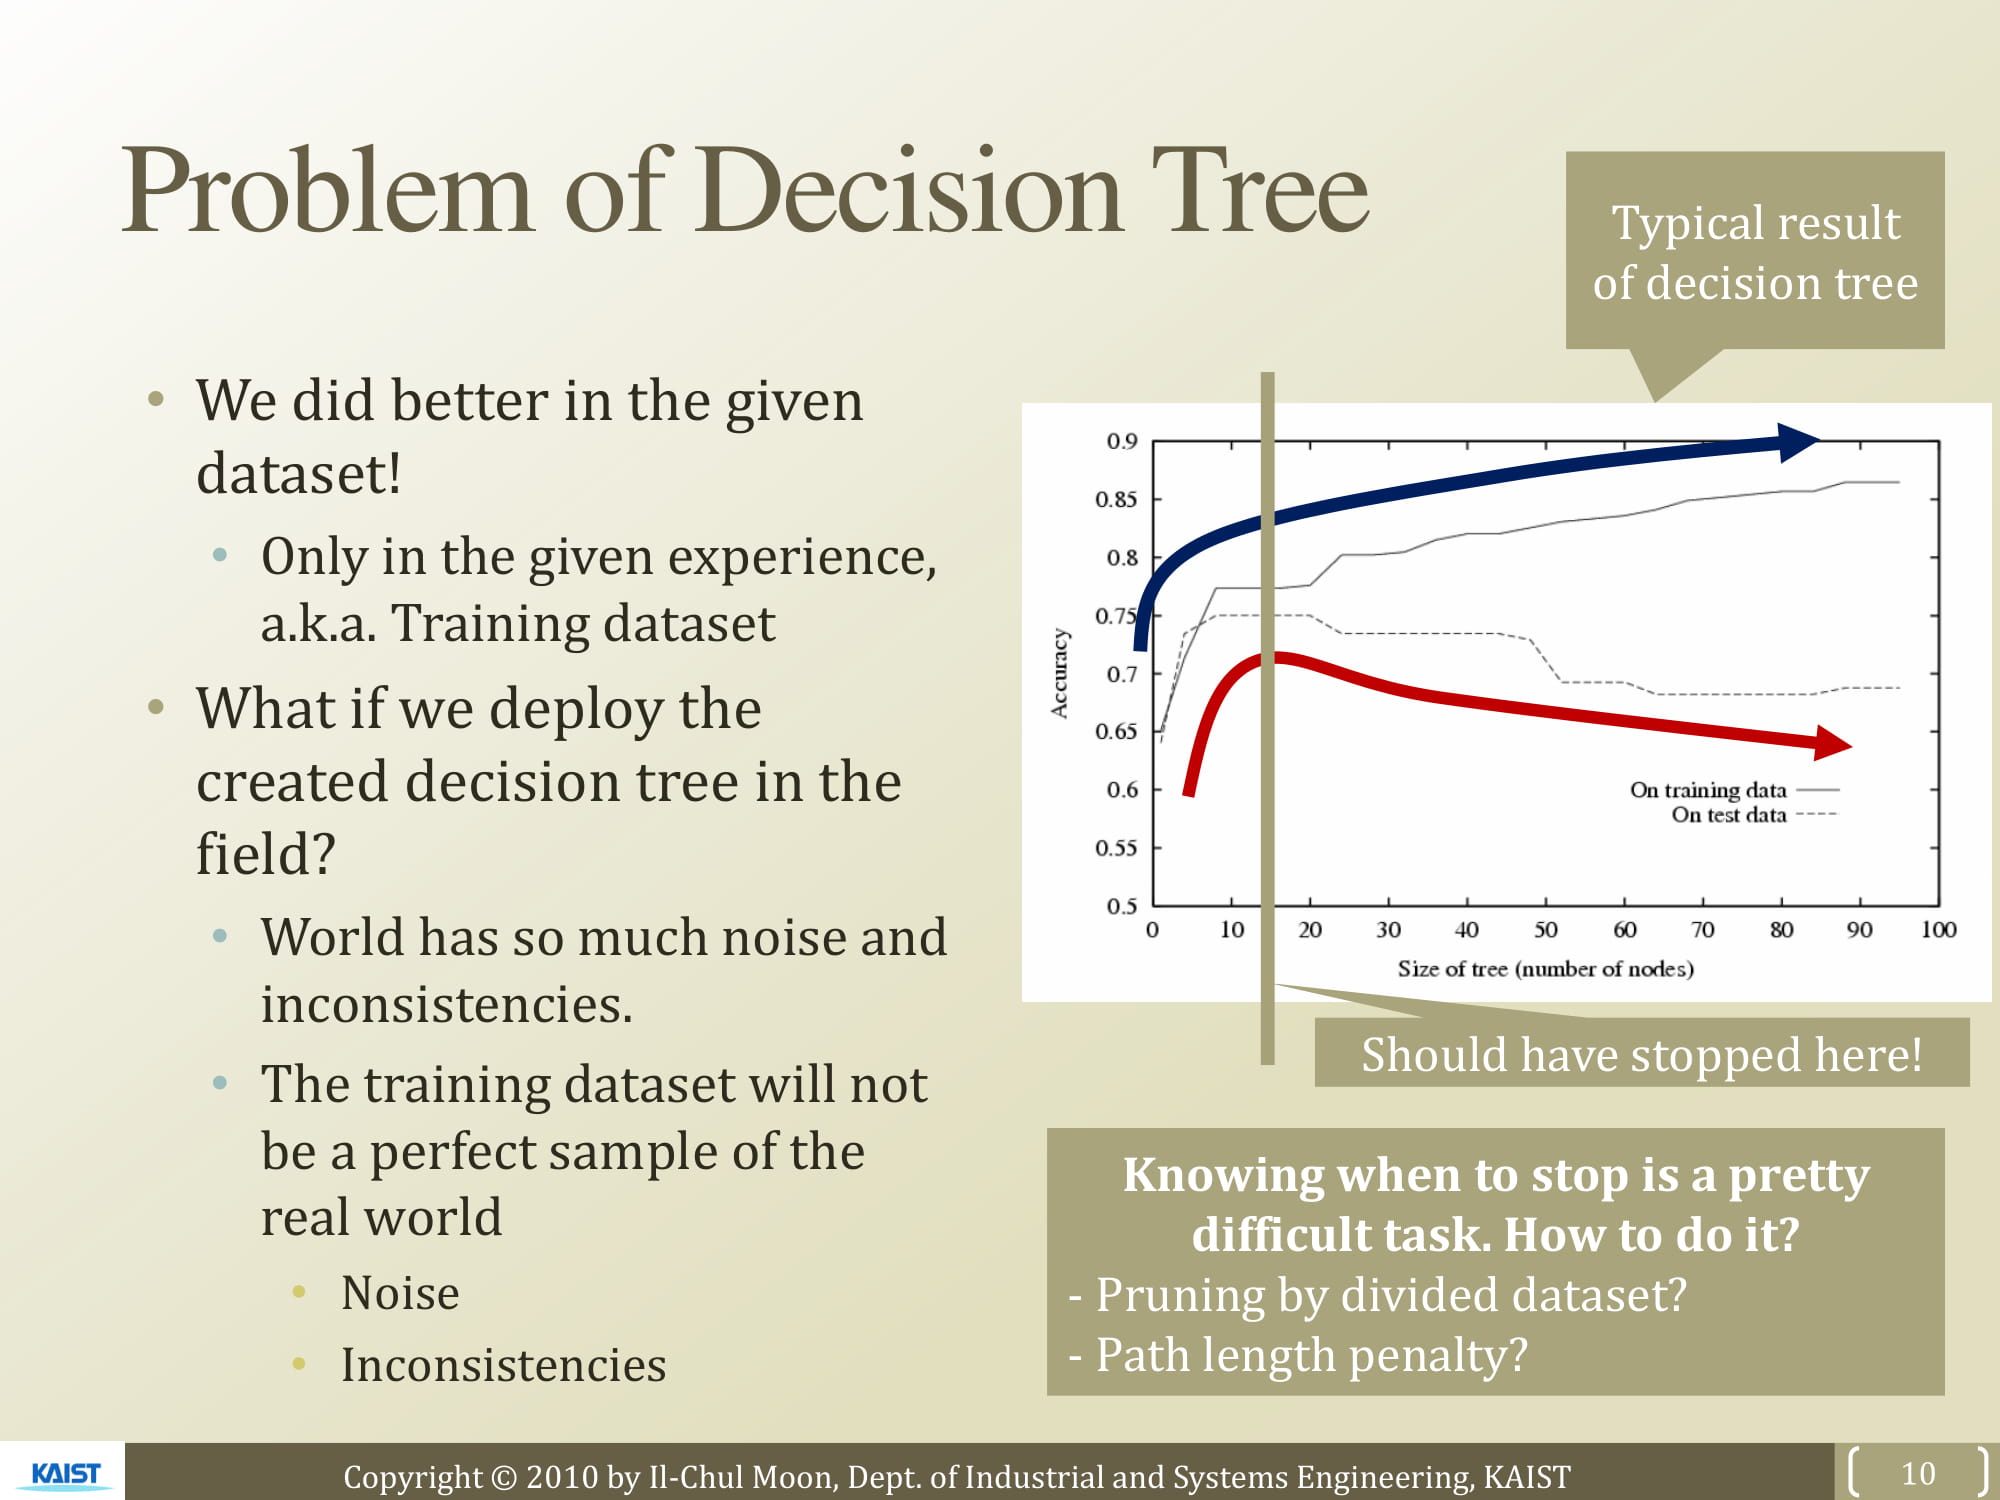 Problem of Decision Tree
Typical result
of decision tree
• We did better in the given
dataset!
• Only in the given experience,
a.k.a. Training dataset
• What if we deploy the
created decision tree in the
field?
• World has so much noise and
inconsistencies.
• The training dataset will not
be a perfect sample of the
real world
• Noise
• Inconsistencies
0.9
0.85
0.8
0.75
0.7
0.65
0.6
0.55
0.5
Accuracy
On training data
On test data
0 10 20 30 40 50 60 70 80 90 100
Size of tree (number of nodes)
Should have stopped here!
Knowing when to stop is a pretty
difficult task. How to do it?
- Pruning by divided dataset?
- Path length penalty?
KAIST
Copyright © 2010 by Il-Chul Moon, Dept. of Industrial and Systems Engineering, KAIST
10